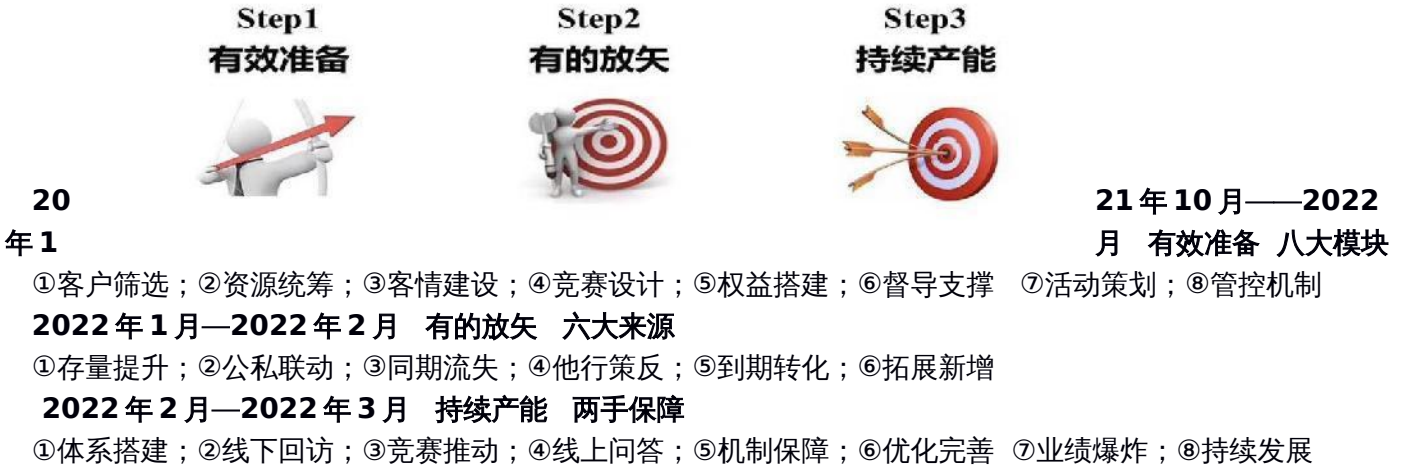 Step1 Step2 Step3
有效准备 有的放矢 持续产能
20 21年10月——2022
年1 月 有效准备 八大模块
①客户筛选；②资源统筹；③客情建设；④竞赛设计；⑤权益搭建；⑥督导支撑 ⑦活动策划；⑧管控机制
2022年1月—2022年2月 有的放矢 六大来源
①存量提升；②公私联动；③同期流失；④他行策反；⑤到期转化；⑥拓展新增
2022年2月—2022年3月 持续产能 两手保障
①体系搭建；②线下回访；③竞赛推动；④线上问答；⑤机制保障；⑥优化完善 ⑦业绩爆炸；⑧持续发展